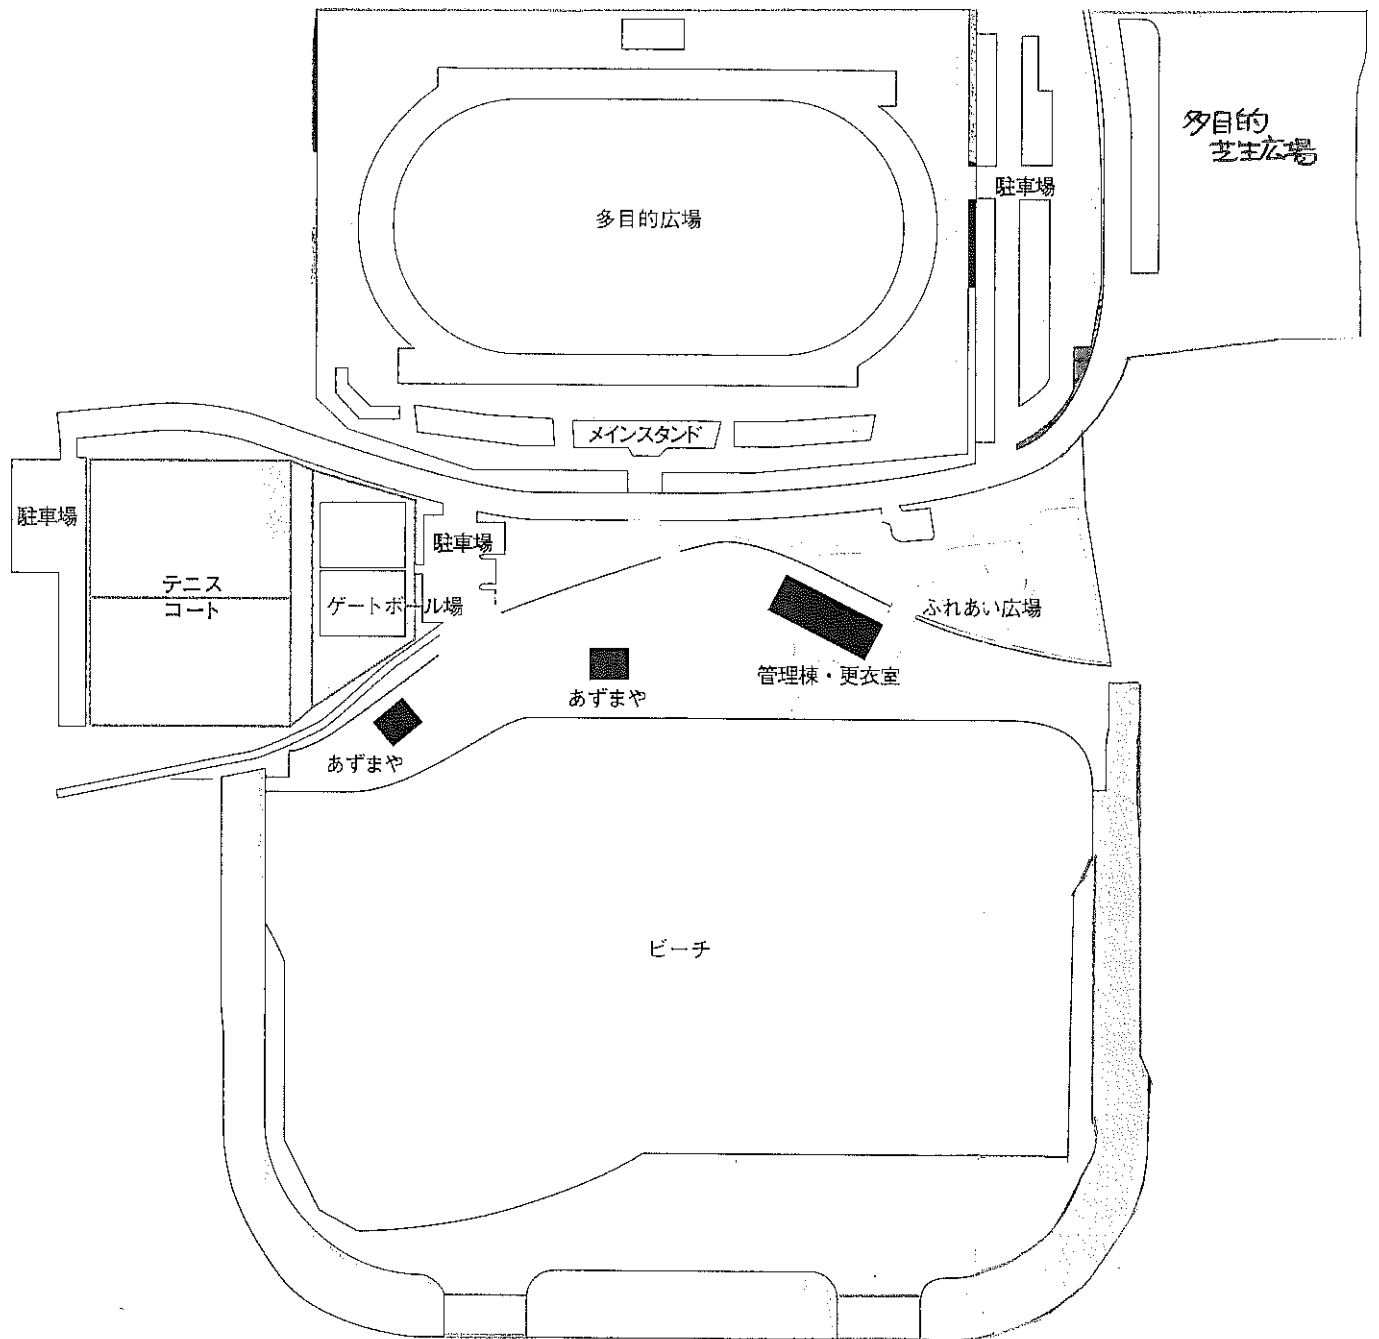 多目的
芝生広場
駐車場
多目的広場
メインスタンド
駐車場
駐車場
テニス
コート
ゲートボール場
ふれあい広場
管理棟・更衣室
あずまや
あずまや
ビーチ